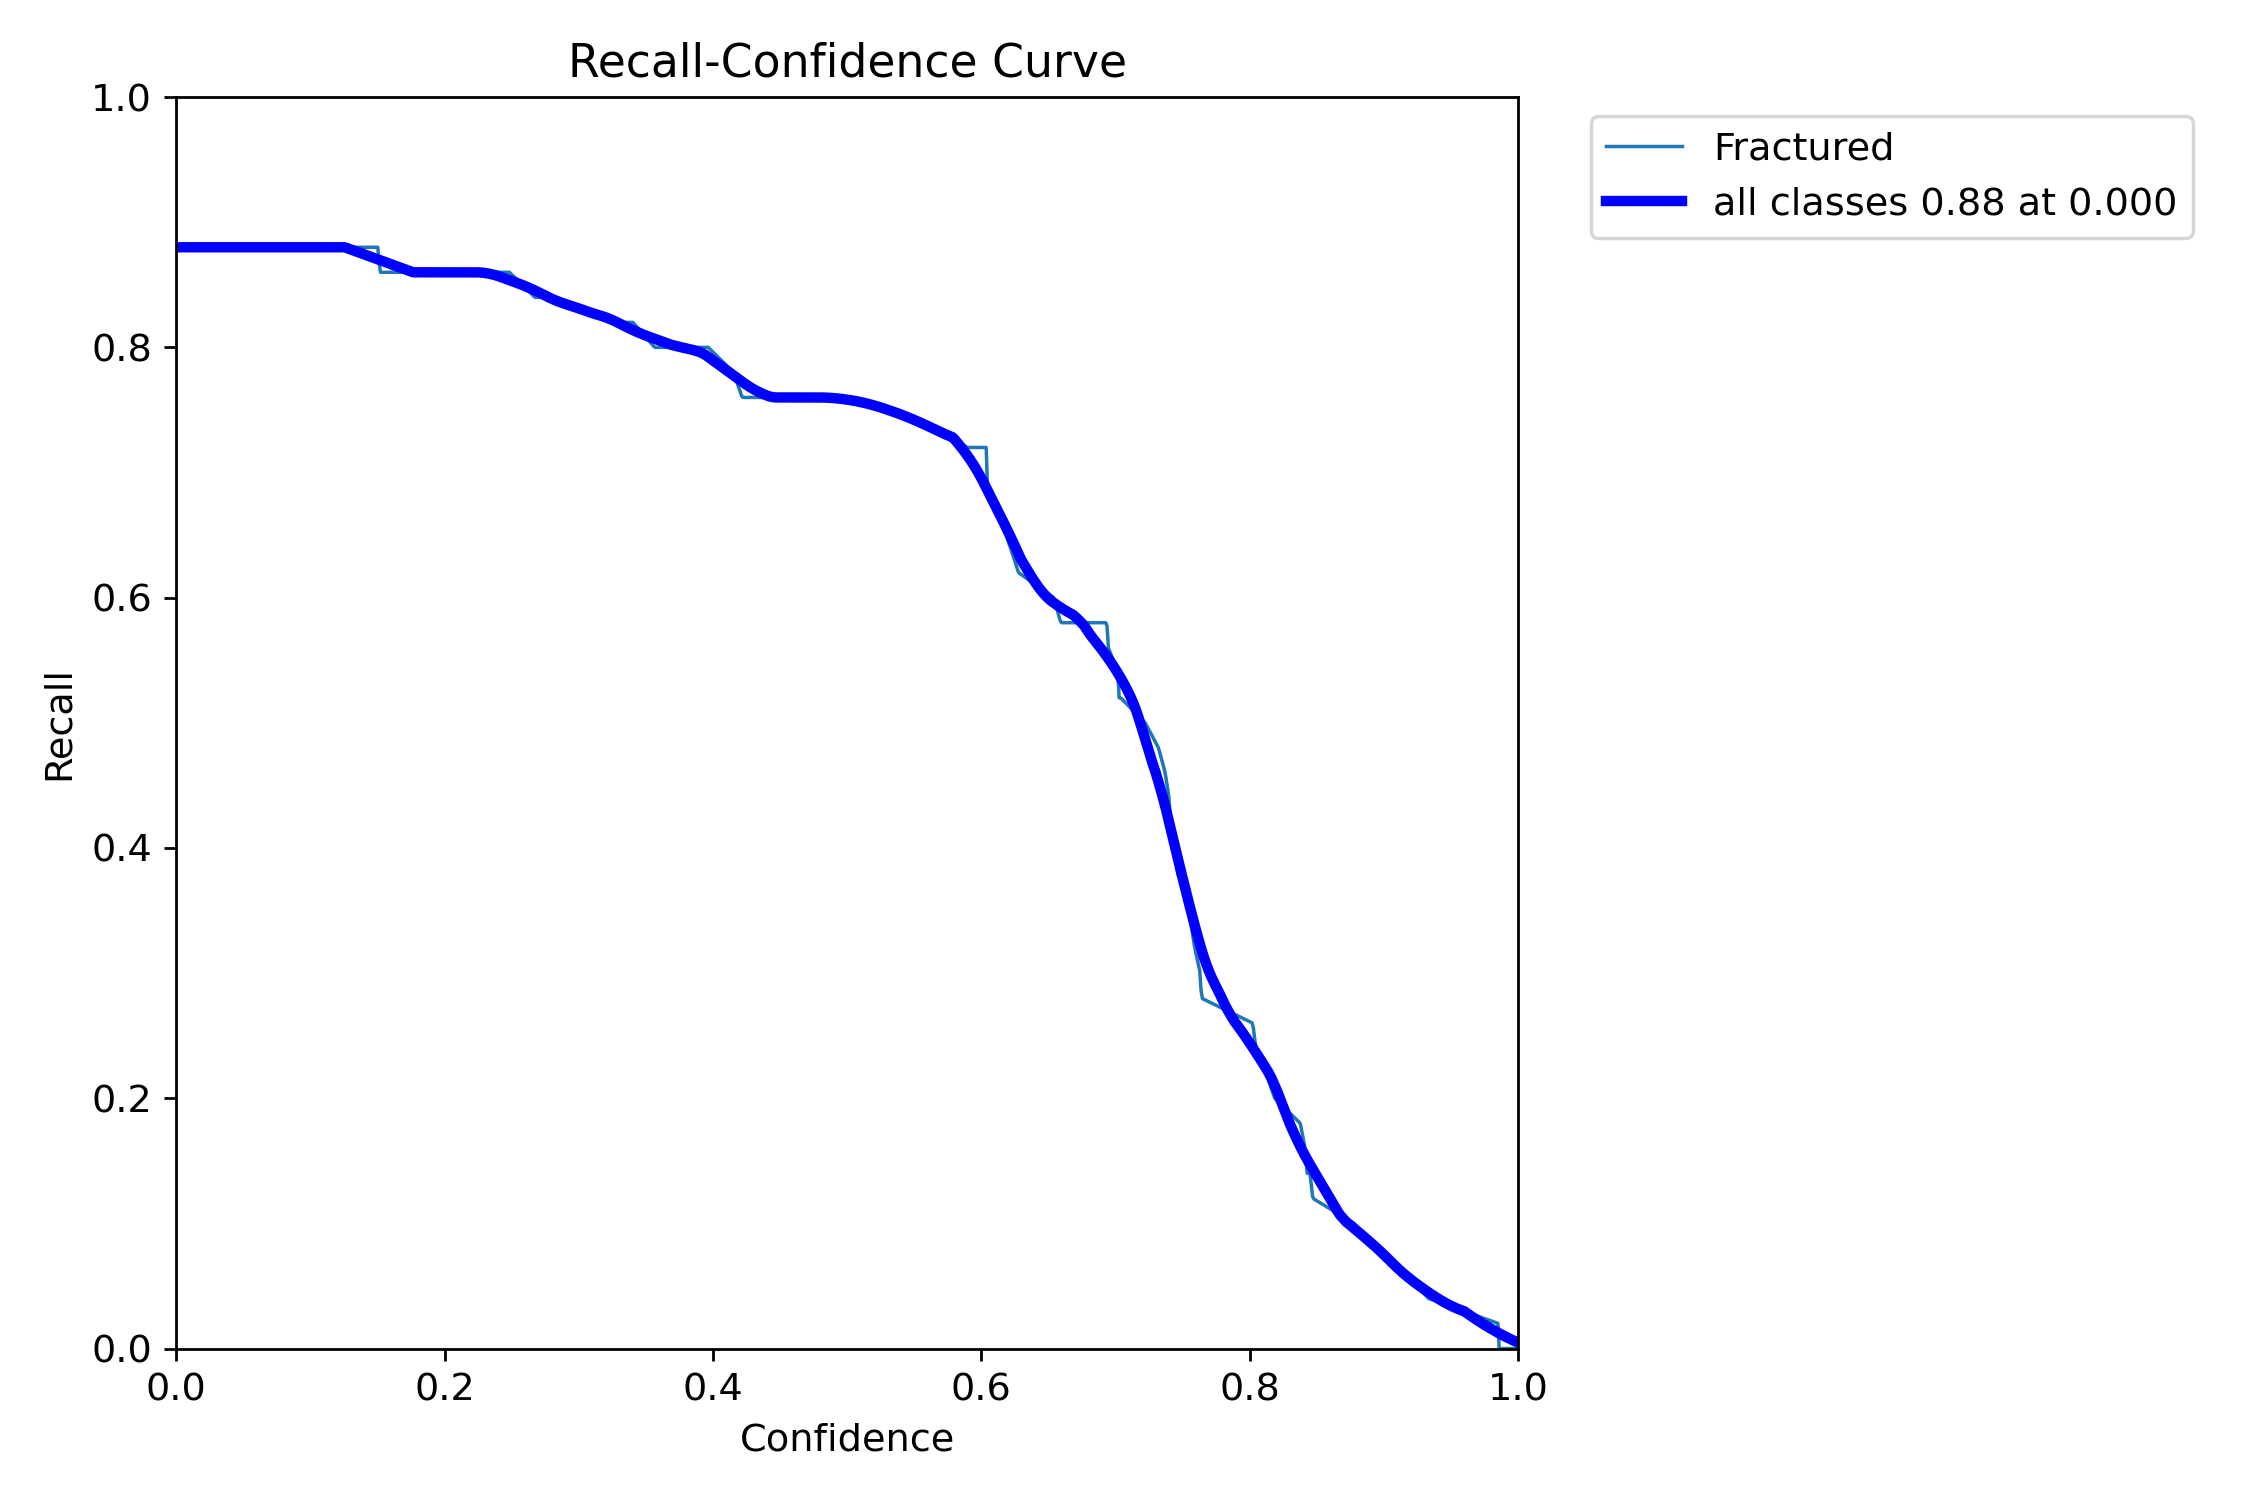 Recall-Confidence Curve
1.0
0.8
0.6
0.4
0.2
0.0
Recall
0.0 0.2 0.4 0.6 0.8 1.0
Confidence
Fractured
all classes 0.88 at 0.000